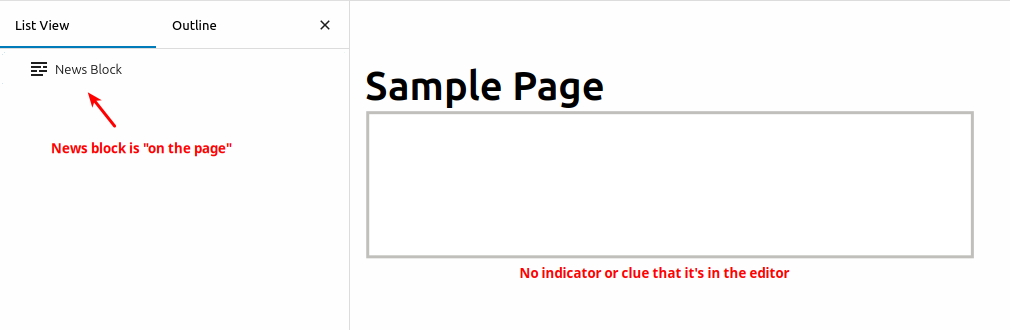 List View
Outline
×
News Block
News block is "on the page"
Sample Page
No indicator or clue that it's in the editor